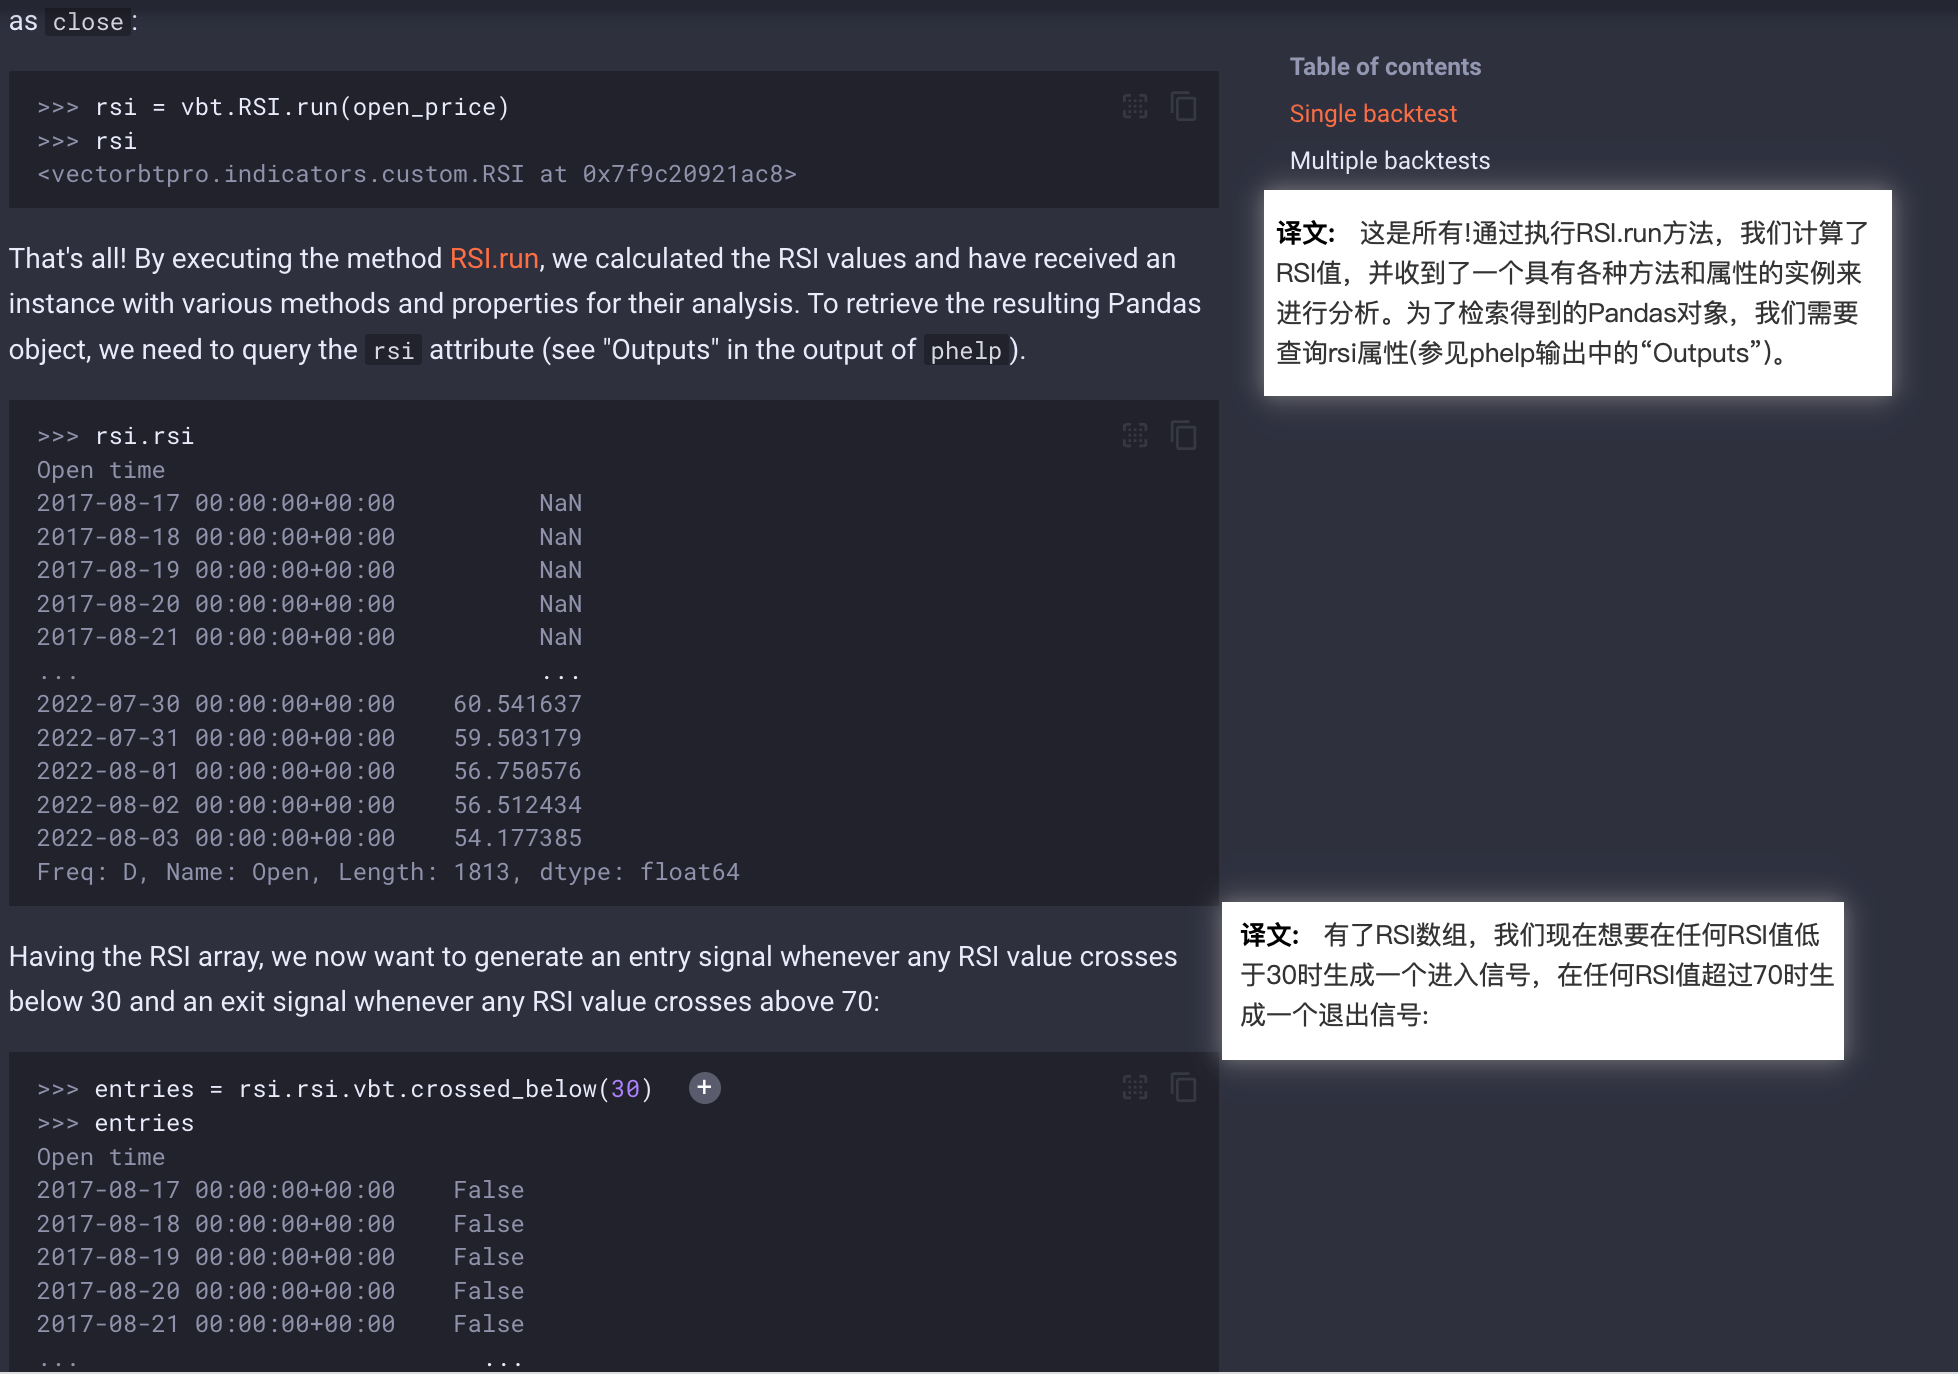 as close:
>>> rsi = vbt.RSI.run(open_price)
>>> rsi
<vectorbtpro.indicators.custom.RSI at 0x7f9c20921ac8>
That's all! By executing the method RSI.run, we calculated the RSI values and have received an
instance with various methods and properties for their analysis. To retrieve the resulting Pandas
object, we need to query the rsi attribute (see "Outputs" in the output of phelp).
>>> rsi.rsi
Open time
2017-08-17 00:00:00+00:00          NaN
2017-08-18 00:00:00+00:00          NaN
2017-08-19 00:00:00+00:00          NaN
2017-08-20 00:00:00+00:00          NaN
2017-08-21 00:00:00+00:00          NaN
...                                ...
2022-07-30 00:00:00+00:00    60.541637
2022-07-31 00:00:00+00:00    59.503179
2022-08-01 00:00:00+00:00    56.750576
2022-08-02 00:00:00+00:00    56.512434
2022-08-03 00:00:00+00:00    54.177385
Freq: D, Name: Open, Length: 1813, dtype: float64
Having the RSI array, we now want to generate an entry signal whenever any RSI value crosses
below 30 and an exit signal whenever any RSI value crosses above 70:
>>> entries = rsi.rsi.vbt.crossed_below(30)
>>> entries
Open time
2017-08-17 00:00:00+00:00    False
2017-08-18 00:00:00+00:00    False
2017-08-19 00:00:00+00:00    False
2017-08-20 00:00:00+00:00    False
2017-08-21 00:00:00+00:00    False
...                            ...
Table of contents
Single backtest
Multiple backtests
译文: 这是所有!通过执行RSI.run方法，我们计算了
RSI值，并收到了一个具有各种方法和属性的实例来
进行分析。为了检索得到的Pandas对象，我们需要
查询rsi属性(参见phelp输出中的“Outputs”)。
译文: 有了RSI数组，我们现在想要在任何RSI值低
于30时生成一个进入信号，在任何RSI值超过70时生
成一个退出信号: